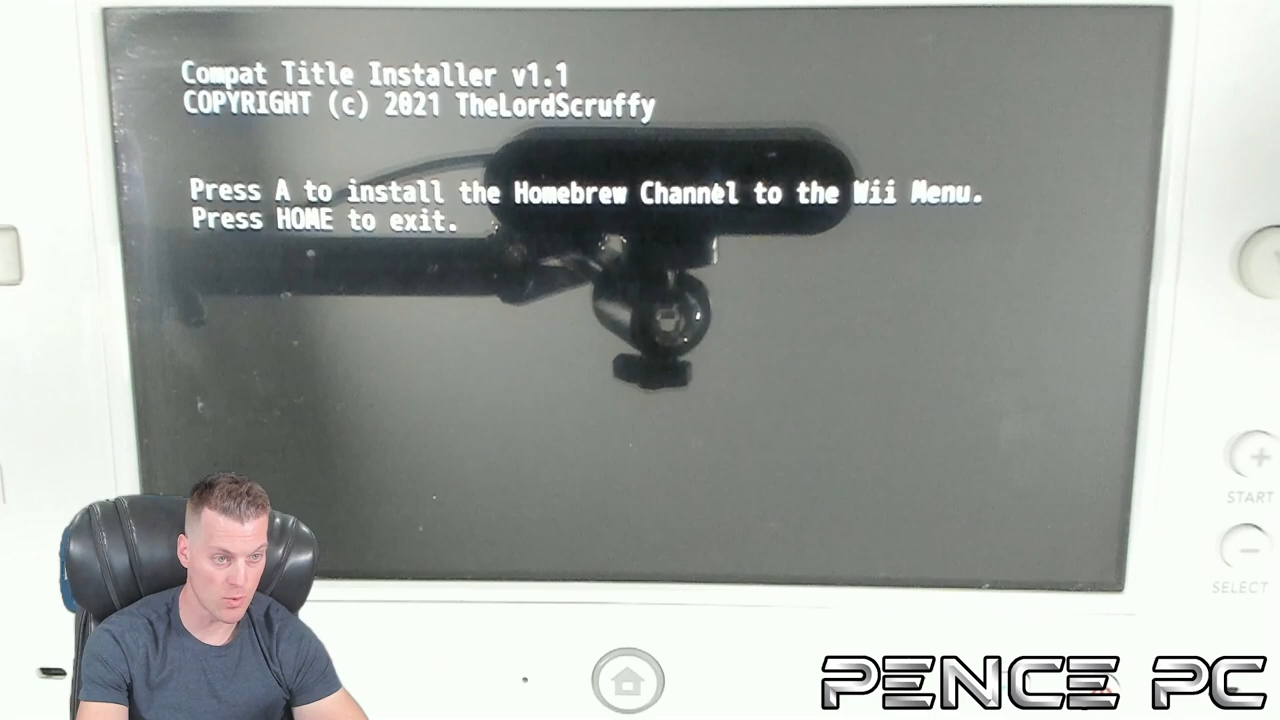 Compat Title Installer v1.1
COPYRIGHT (c) 2021 TheLordScruffy
Press A to install the Homebrew Channel to the Wii Menu.
Press HOME to exit.
START
SELECT
PENCE PC